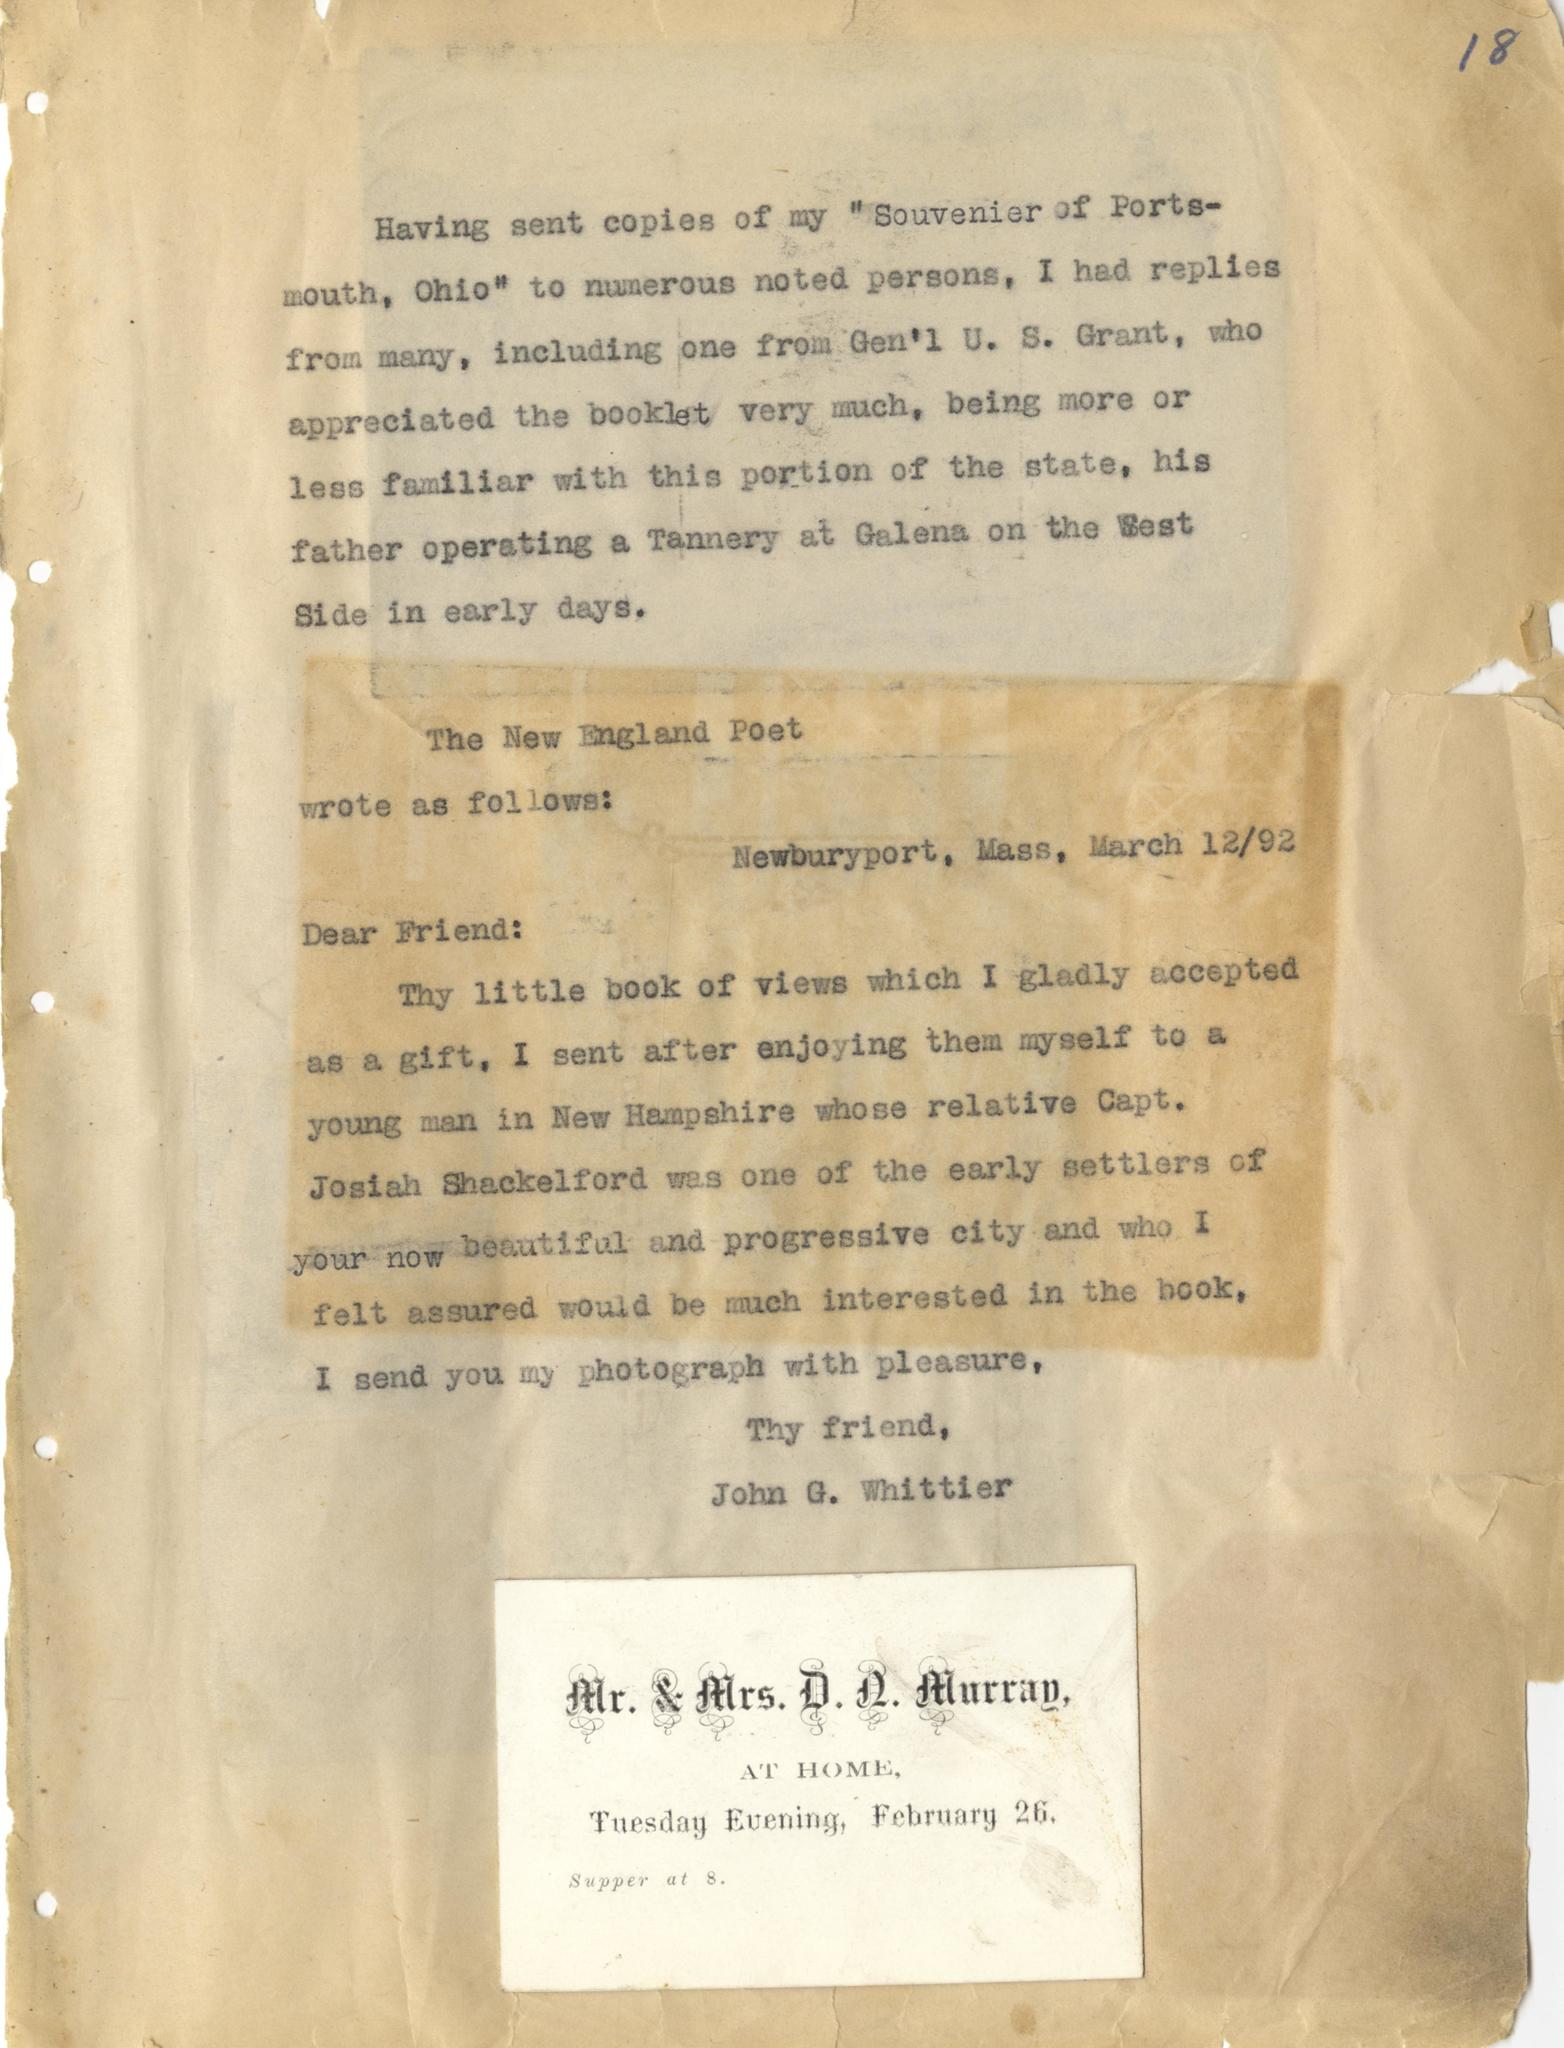 18
Having sent copies of my "Souvenier of Ports-
mouth, Ohio" to numerous noted persons, I had replies
from many, including one from Gen'l U. S. Grant, who
appreciated the booklet very much, being more or
less familiar with this portion of the state, his
father operating a Tannery at Galena on the West
Side in early days.
The New England Poet
wrote as follows:
Newburyport, Mass, March 12/92
Dear Friend:
Thy little book of views which I gladly accepted
as a gift, I sent after enjoying them myself to a
young man in New Hampshire whose relative Capt.
Josiah Shackelford was one of the early settlers of
your now beautiful and progressive city and who I
felt assured would be much interested in the book,
I send you my photograph with pleasure,
Thy friend,
John G. Whittier
Mr. & Mrs. D. N. Murray,
AT HOME,
Tuesday Evening, February 26.
Supper at 8.